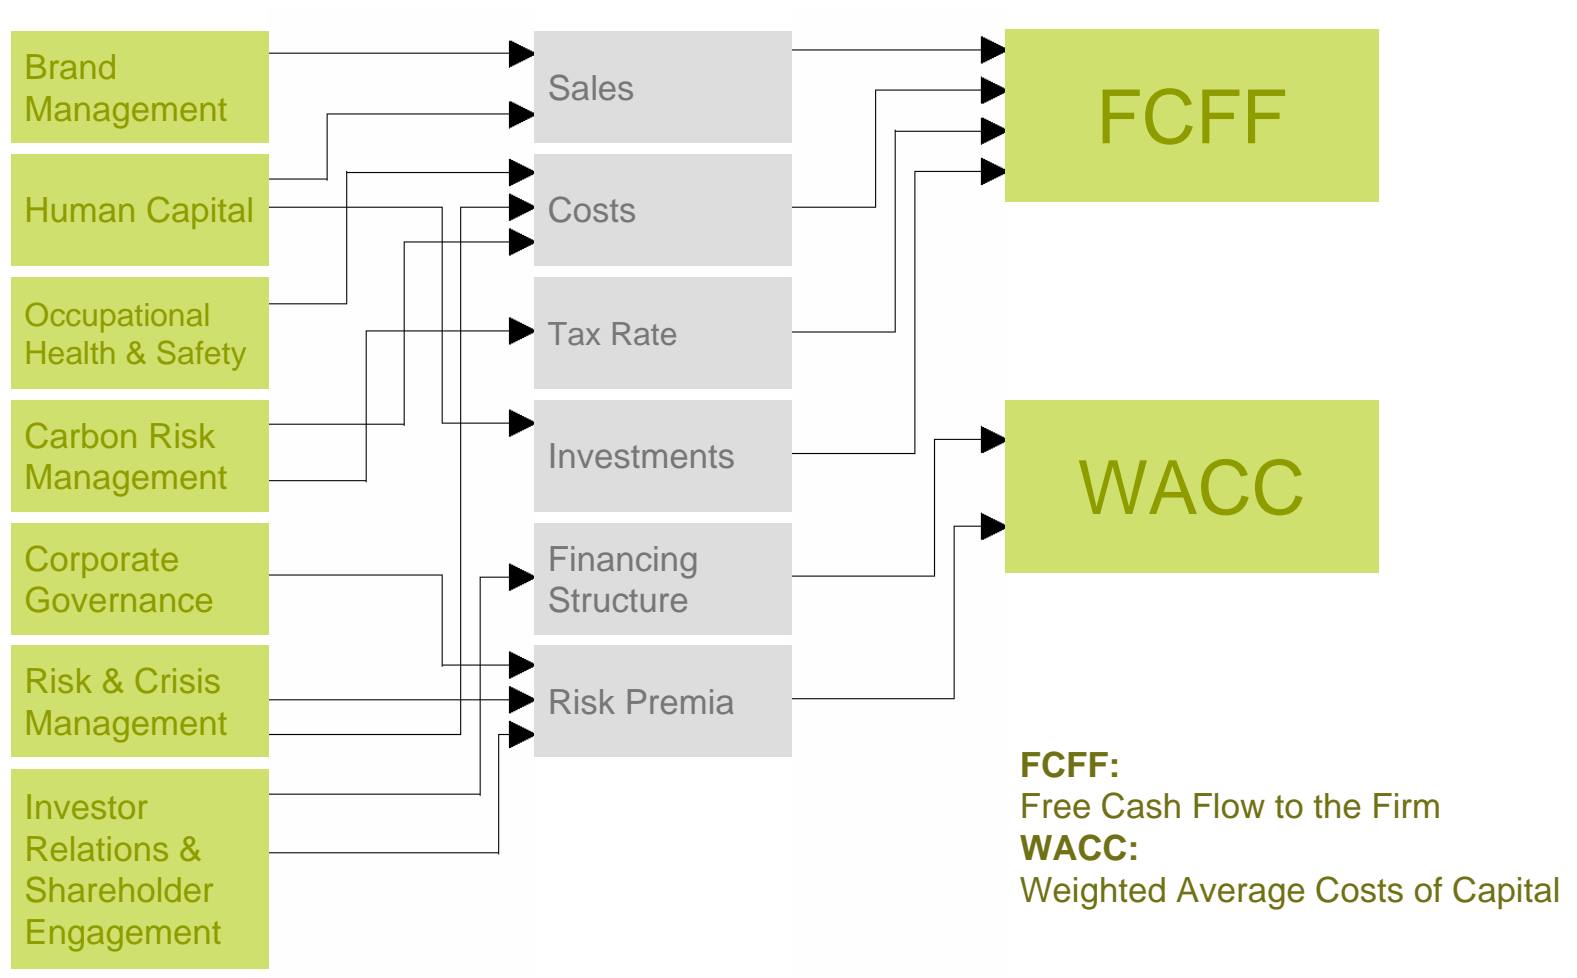 Brand
Management
Human Capital
Occupational
Health & Safety
Carbon Risk
Management
Corporate
Governance
Risk & Crisis
Management
Investor
Relations &
Shareholder
Engagement
Sales
Costs
Tax Rate
Investments
Financing
Structure
Risk Premia
FCFF
WACC
FCFF:
Free Cash Flow to the Firm
WACC:
Weighted Average Costs of Capital